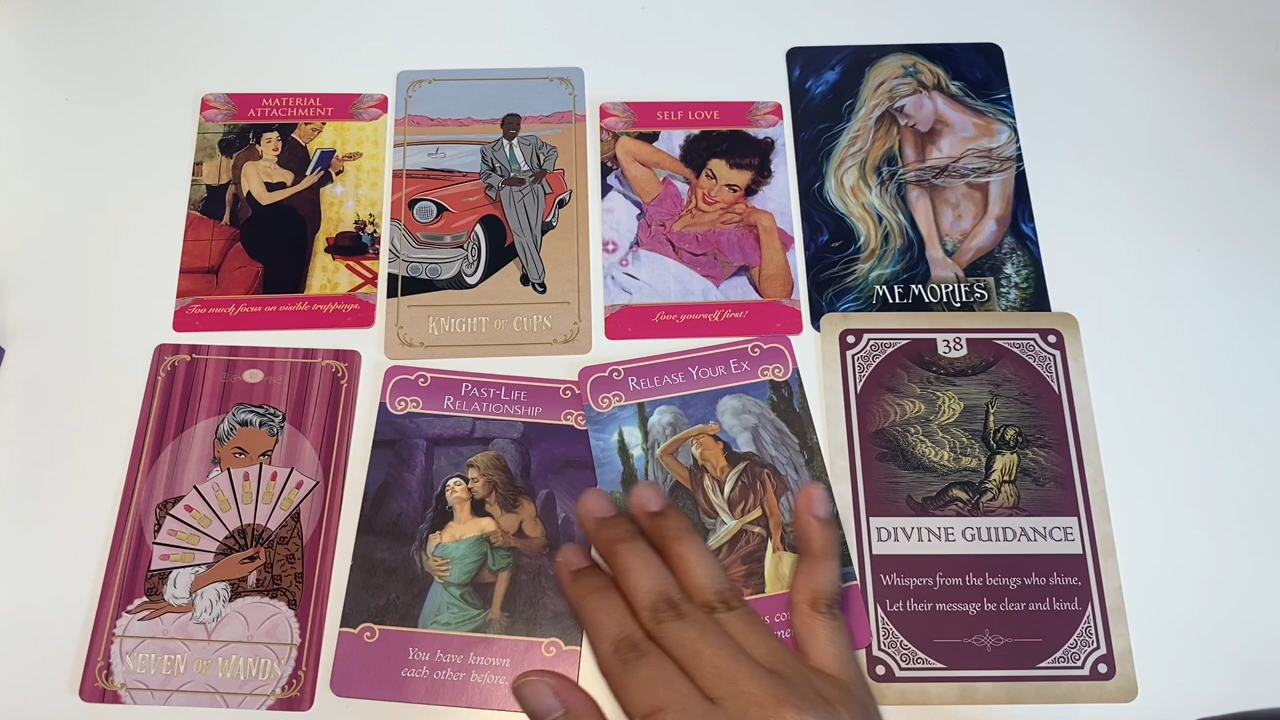 MATERIAL
ATTACHMENT
Too much focus on visible trappings.
KNIGHT OF CUPS
SELF LOVE
Love yourself first!
MEMORIES
SEVEN OF WANDS
PAST-LIFE
RELATIONSHIP
You have known
each other before.
RELEASE YOUR EX
38
DIVINE GUIDANCE
Whispers from the beings who shine,
Let their message be clear and kind.